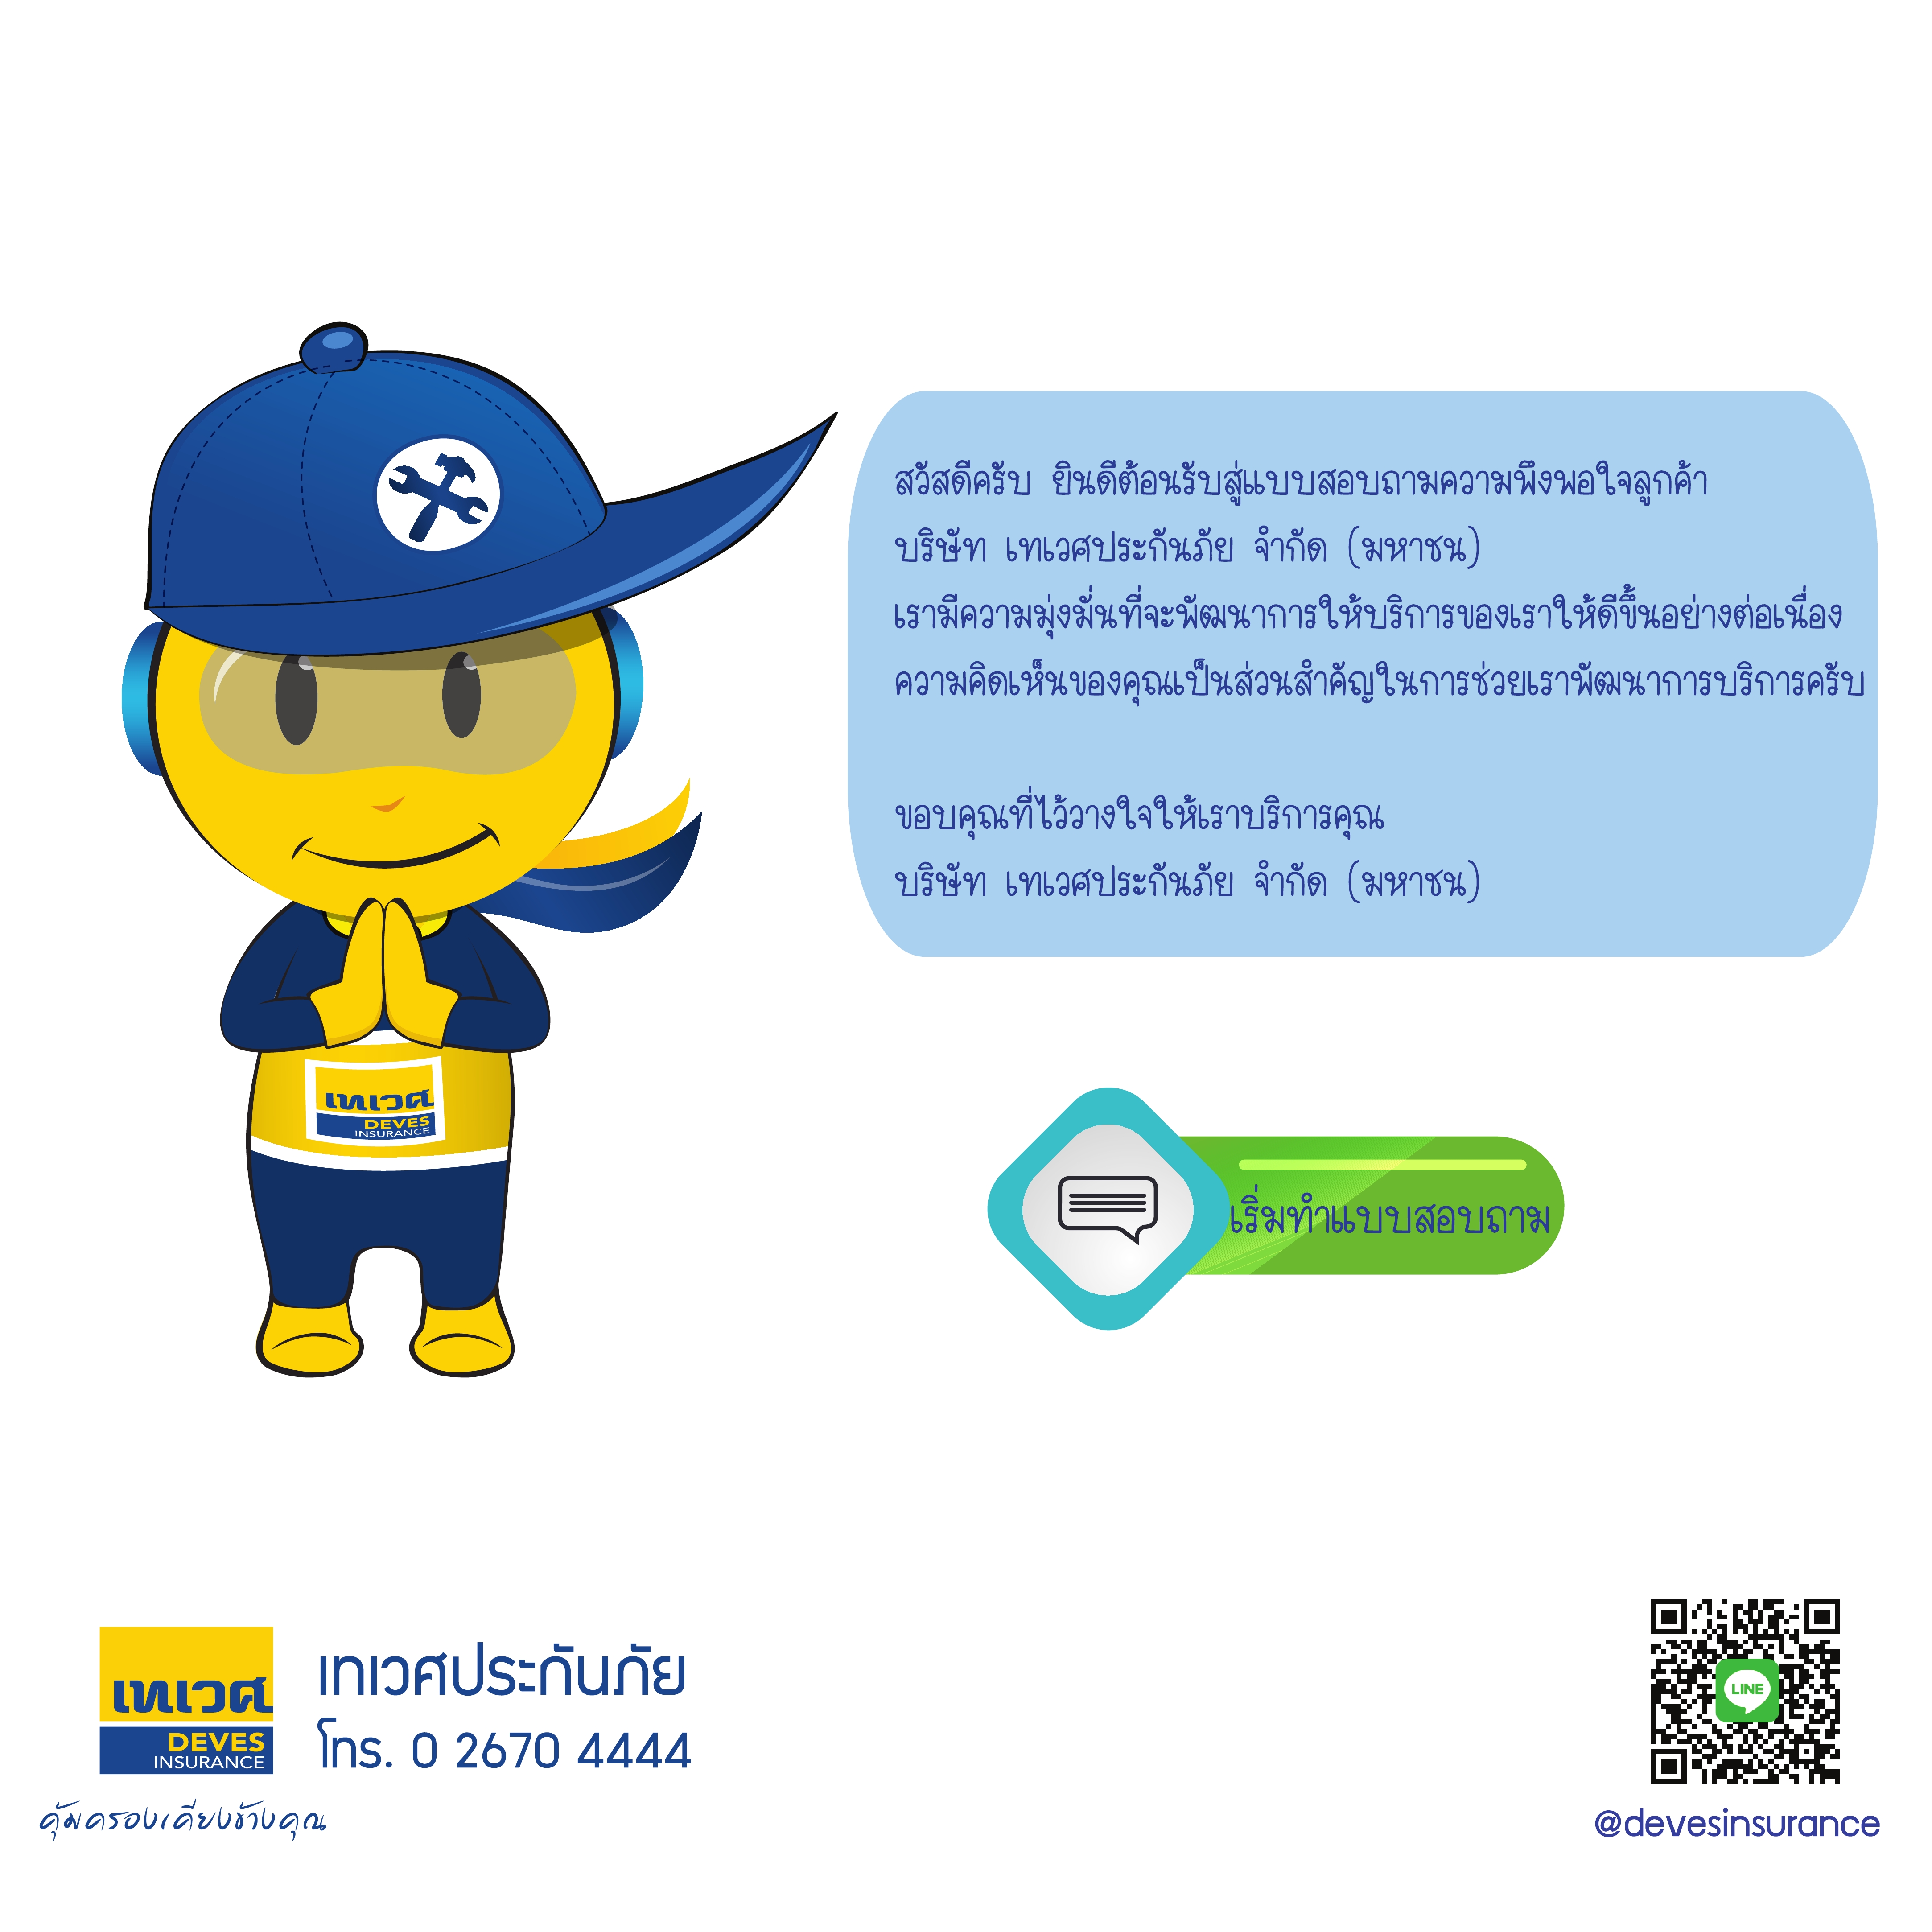 สวัสดีครับ ยินดีต้อนรับสู่แบบสอบถามความพึงพอใจลูกค้า
บริษัท เทเวศประกันภัย จำกัด (มหาชน)
เรามีความมุ่งมั่นที่จะพัฒนาการให้บริการของเราให้ดีขึ้นอย่างต่อเนื่อง
ความคิดเห็นของคุณเป็นส่วนสำคัญในการช่วยเราพัฒนาการบริการครับ
ขอบคุณที่ไว้วางใจให้เราบริการคุณ
บริษัท เทเวศประกันภัย จำกัด (มหาชน)
เทเวศ
DEVES
INSURANCE
เริ่มทำแบบสอบถาม
เทเวศ
DEVES
INSURANCE
เทเวศประกันภัย
โทร. 0 2670 4444
คุ้มครองเคียงข้างคุณ
LINE
@devesinsurance